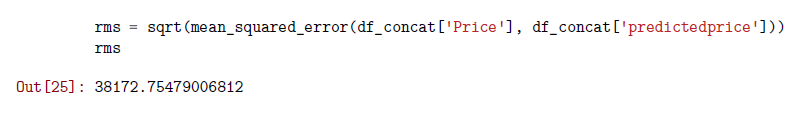 rms = sqrt(mean_squared_error(df_concat['Price'], df_concat['predictedprice']))
rms
Out[25]: 38172.75479006812